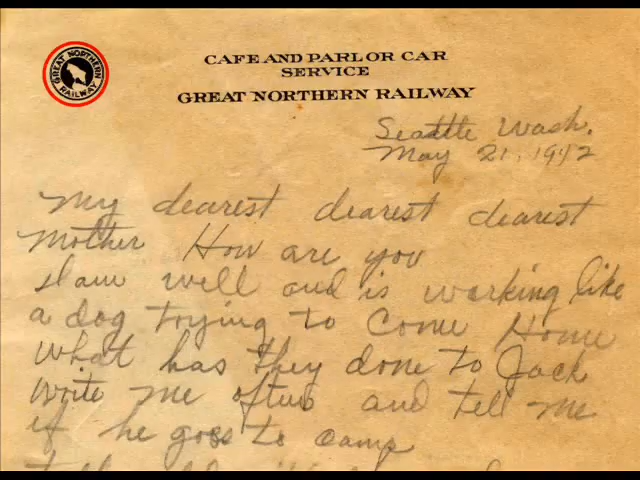 GREAT NORTHERN RAILWAY
CAFE AND PARLOR CAR
SERVICE
GREAT NORTHERN RAILWAY
Seattle Wash.
May 21, 1942
My dearest dearest dearest
Mother How are you
I am well and is working like
a dog trying to Come Home
What has they done to Jack
Write me often and tell me
if he goes to camp